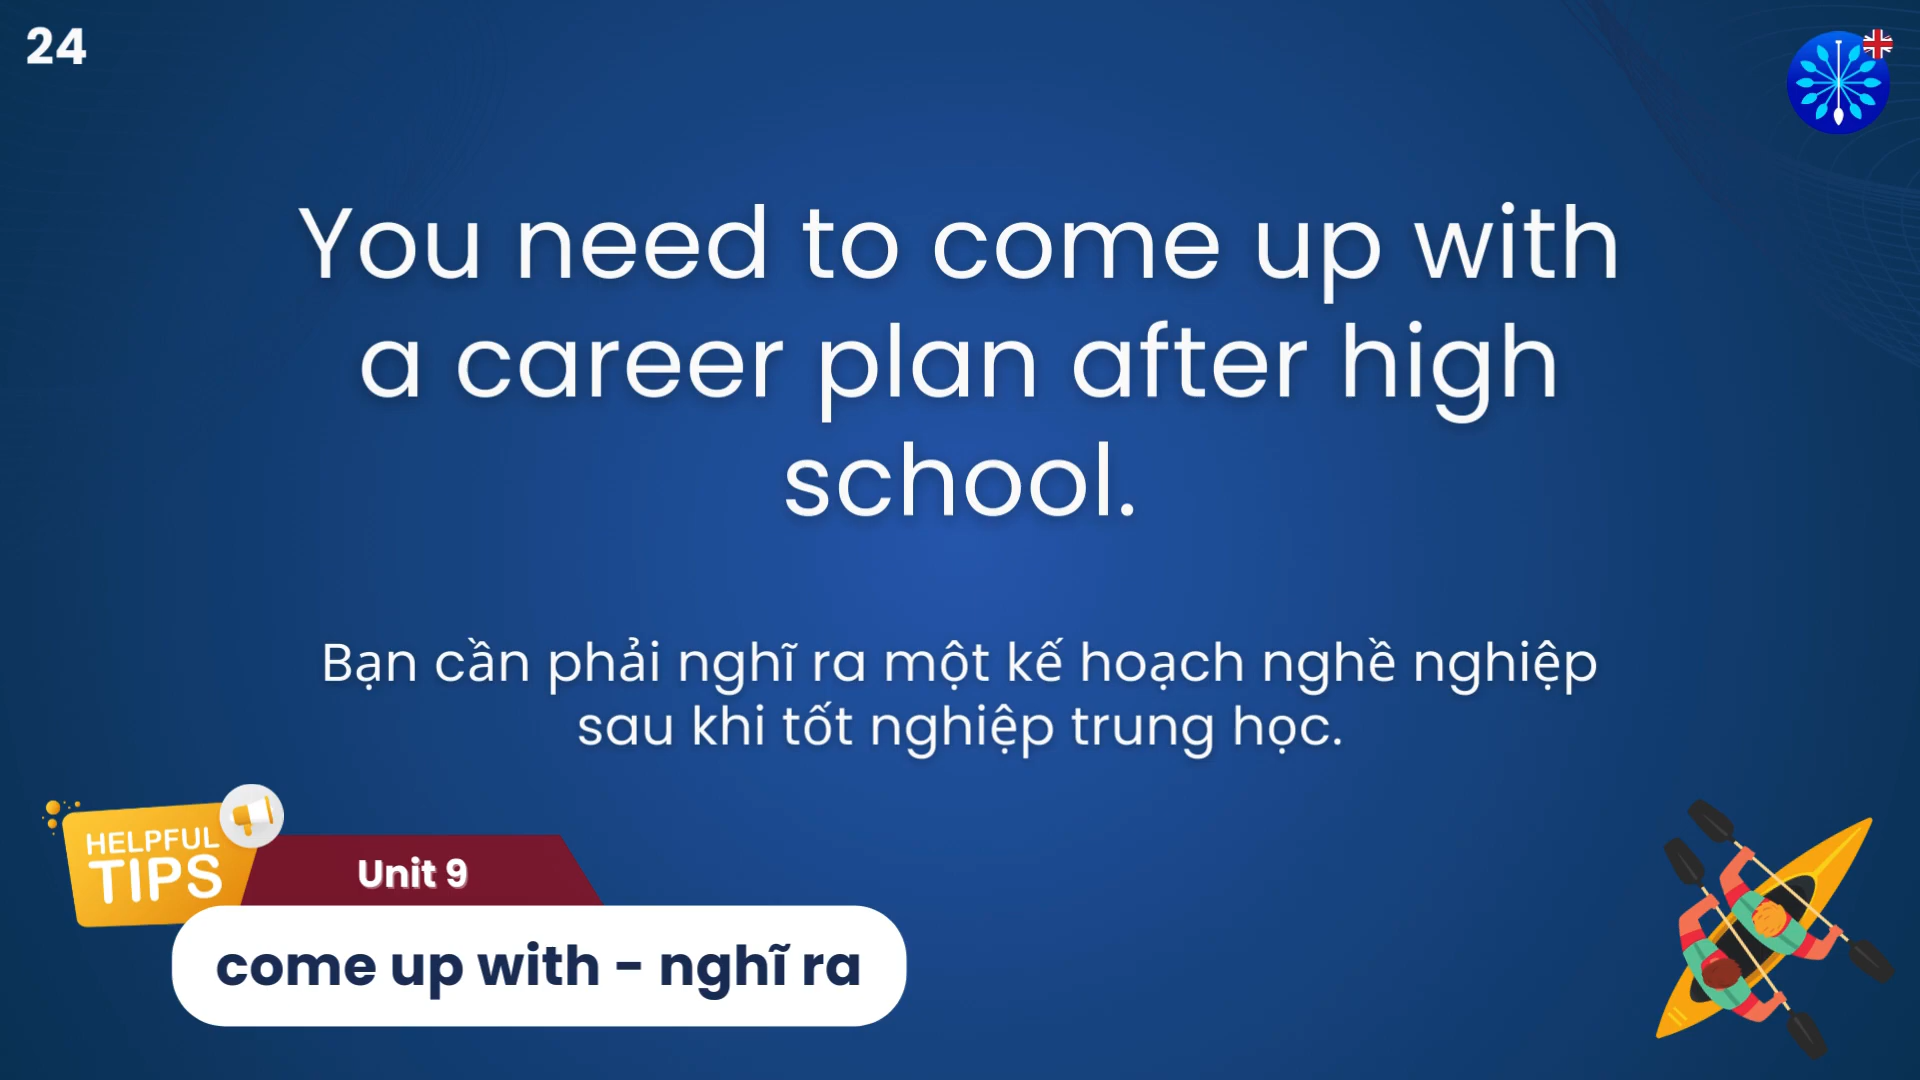 24
You need to come up with
a career plan after high
school.
Bạn cần phải nghĩ ra một kế hoạch nghề nghiệp
sau khi tốt nghiệp trung học.
HELPFUL
TIPS
Unit 9
come up with - nghĩ ra